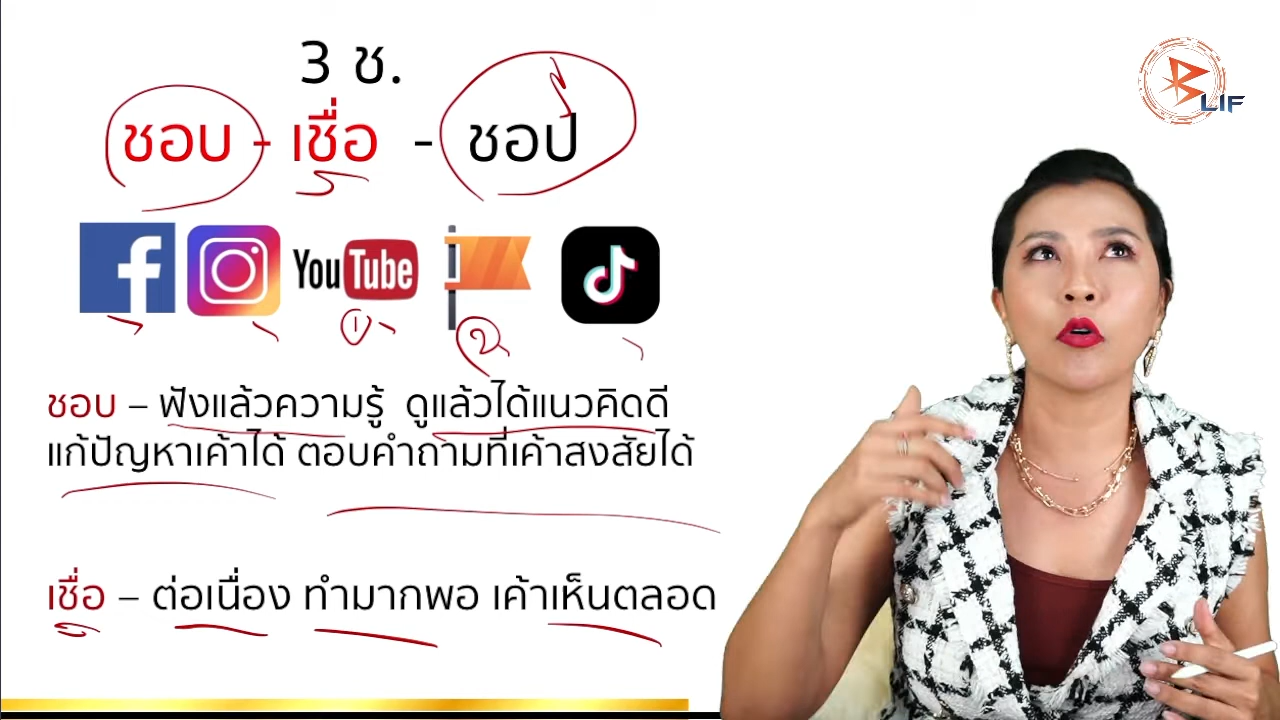 3 ช.
ชอบ - เชื่อ - ชอป
f YouTube
1 2
ชอบ – ฟังแล้วความรู้ ดูแล้วได้แนวคิดดี
แก้ปัญหาเค้าได้ ตอบคำถามที่เค้าสงสัยได้
เชื่อ – ต่อเนื่อง ทำมากพอ เค้าเห็นตลอด
BLIF